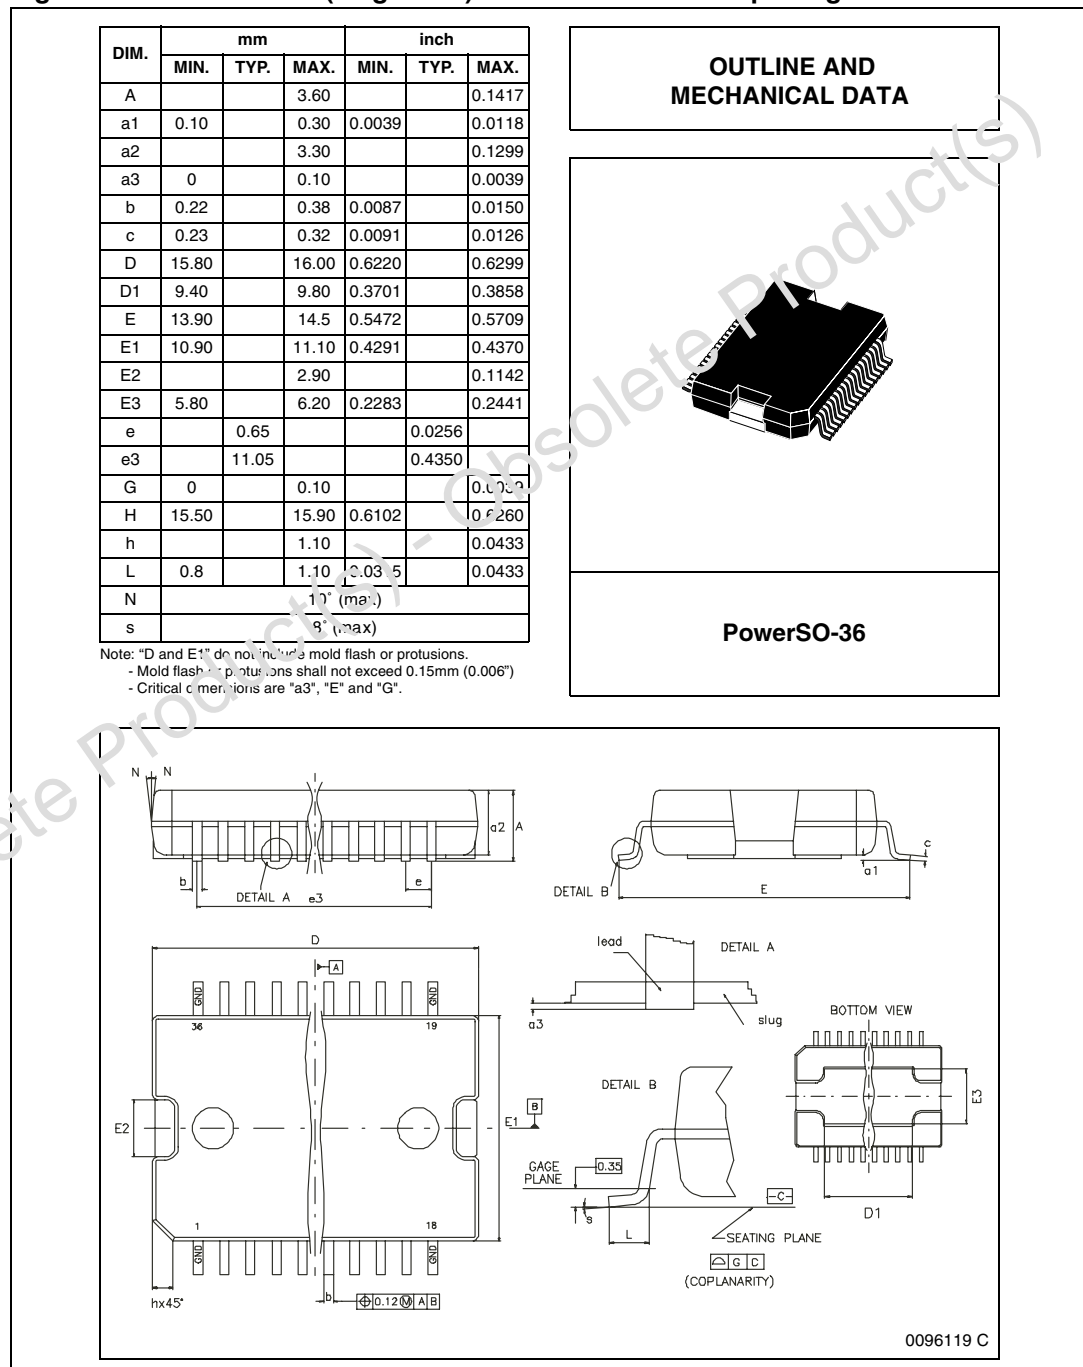 DIM. mm inch
MIN. TYP. MAX. MIN. TYP. MAX.
A 3.60 0.1417
a1 0.10 0.30 0.0039 0.0118
a2 3.30 0.1299
a3 0 0.10 0.0039
b 0.22 0.38 0.0087 0.0150
c 0.23 0.32 0.0091 0.0126
D 15.80 16.00 0.6220 0.6299
D1 9.40 9.80 0.3701 0.3858
E 13.90 14.5 0.5472 0.5709
E1 10.90 11.10 0.4291 0.4370
E2 2.90 0.1142
E3 5.80 6.20 0.2283 0.2441
e 0.65 0.0256
e3 11.05 0.4350
G 0 0.10 0.0039
H 15.50 15.90 0.6102 0.6260
h 1.10 0.0433
L 0.8 1.10 0.0315 0.0433
N 10˚ (max)
s 8˚ (max)
Note: “D and E1” do not include mold flash or protusions.
- Mold flash or protusions shall not exceed 0.15mm (0.006”)
- Critical dimensions are "a3", "E" and "G".
OUTLINE AND
MECHANICAL DATA
PowerSO-36
Obsolete Product(s)
N N
a2 A
b
DETAIL A
e3
e
DETAIL B
E
a1
c
D
A
GND GND
36 19
E2
E1
B
1 18
GND GND
hx45°
b
0.12 M A B
lead
DETAIL A
a3
slug
DETAIL B
GAGE
PLANE
0.35
-C-
s
L
SEATING PLANE
G C
(COPLANARITY)
BOTTOM VIEW
E3
D1
0096119 C